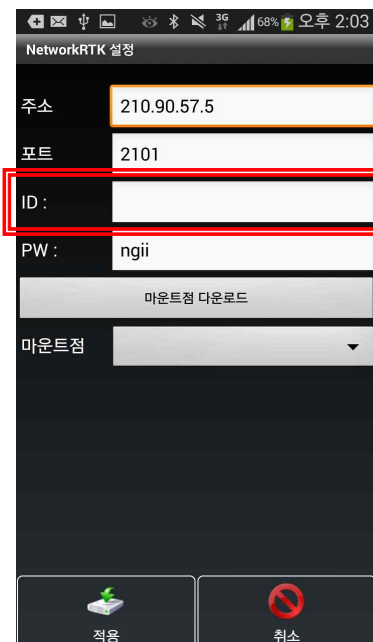 3G 68% 오후 2:03
NetworkRTK 설정
주소 210.90.57.5
포트 2101
ID :
PW : ngii
마운트점 다운로드
마운트점
적용 취소